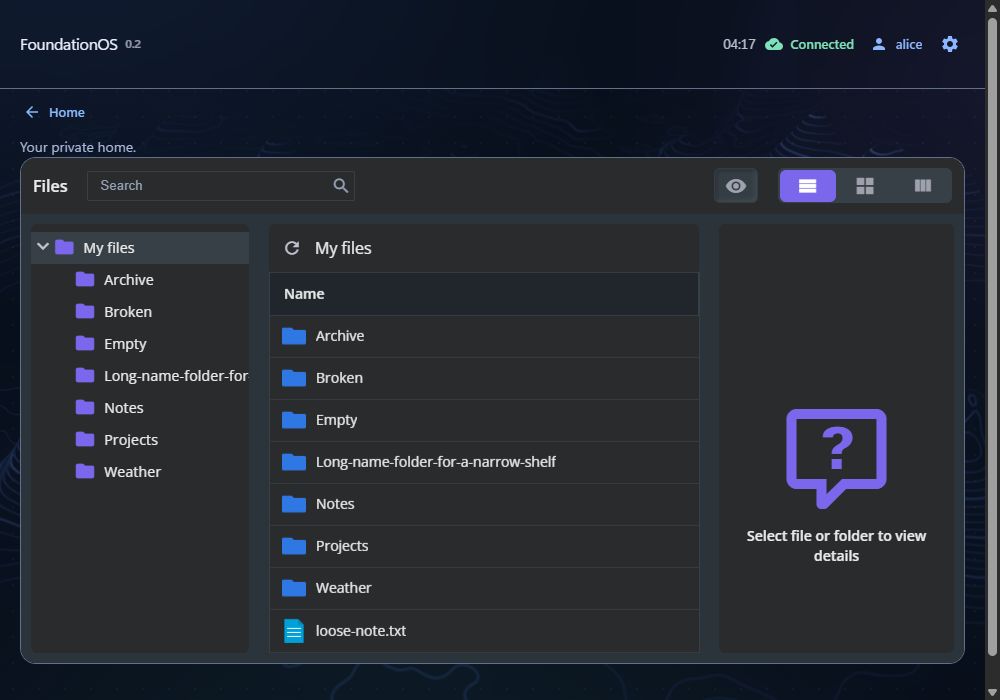 FoundationOS 0.2
04:17 Connected alice
Home
Your private home.
Files
Search
My files
Archive
Broken
Empty
Long-name-folder-for-
Notes
Projects
Weather
My files
Name
Archive
Broken
Empty
Long-name-folder-for-a-narrow-shelf
Notes
Projects
Weather
loose-note.txt
?
Select file or folder to view
details